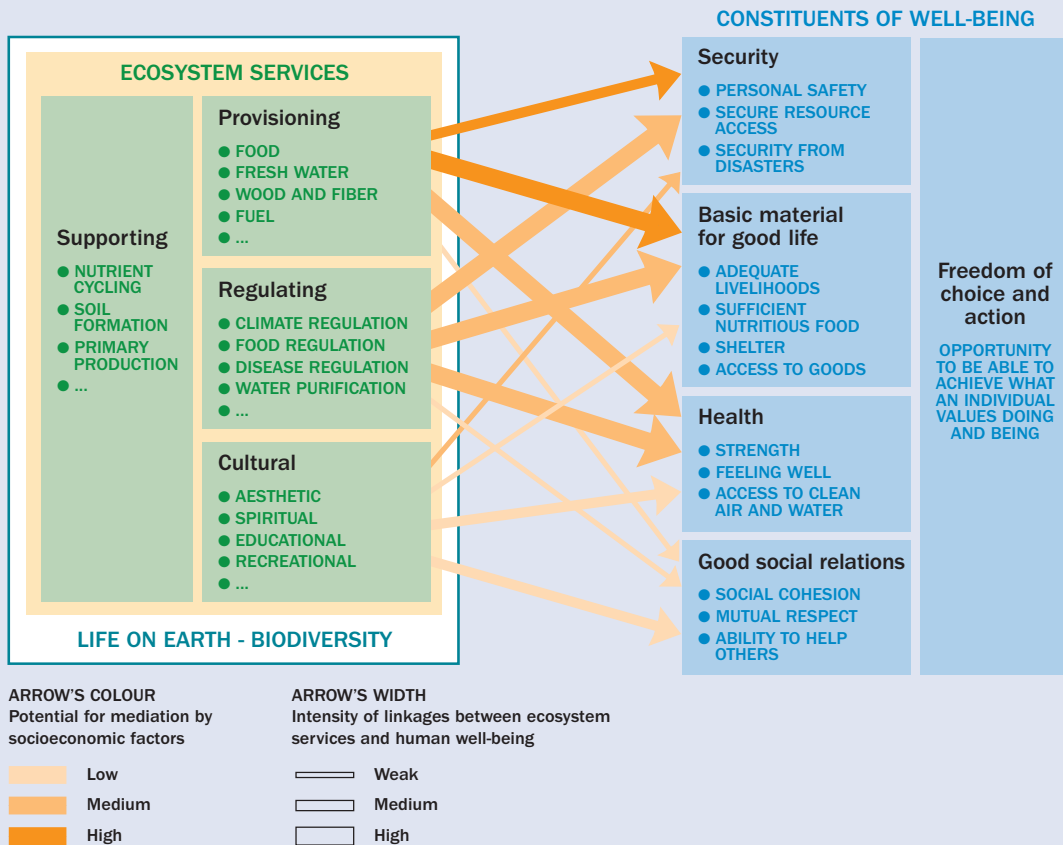 CONSTITUENTS OF WELL-BEING
ECOSYSTEM SERVICES
Supporting
● NUTRIENT
CYCLING
● SOIL
FORMATION
● PRIMARY
PRODUCTION
● ...
Provisioning
● FOOD
● FRESH WATER
● WOOD AND FIBER
● FUEL
● ...
Regulating
● CLIMATE REGULATION
● FOOD REGULATION
● DISEASE REGULATION
● WATER PURIFICATION
● ...
Cultural
● AESTHETIC
● SPIRITUAL
● EDUCATIONAL
● RECREATIONAL
● ...
LIFE ON EARTH - BIODIVERSITY
Security
● PERSONAL SAFETY
● SECURE RESOURCE
ACCESS
● SECURITY FROM
DISASTERS
Basic material
for good life
● ADEQUATE
LIVELIHOODS
● SUFFICIENT
NUTRITIOUS FOOD
● SHELTER
● ACCESS TO GOODS
Health
● STRENGTH
● FEELING WELL
● ACCESS TO CLEAN
AIR AND WATER
Good social relations
● SOCIAL COHESION
● MUTUAL RESPECT
● ABILITY TO HELP
OTHERS
Freedom of
choice and
action
OPPORTUNITY
TO BE ABLE TO
ACHIEVE WHAT
AN INDIVIDUAL
VALUES DOING
AND BEING
ARROW'S COLOUR
Potential for mediation by
socioeconomic factors
Low
Medium
High
ARROW'S WIDTH
Intensity of linkages between ecosystem
services and human well-being
Weak
Medium
High